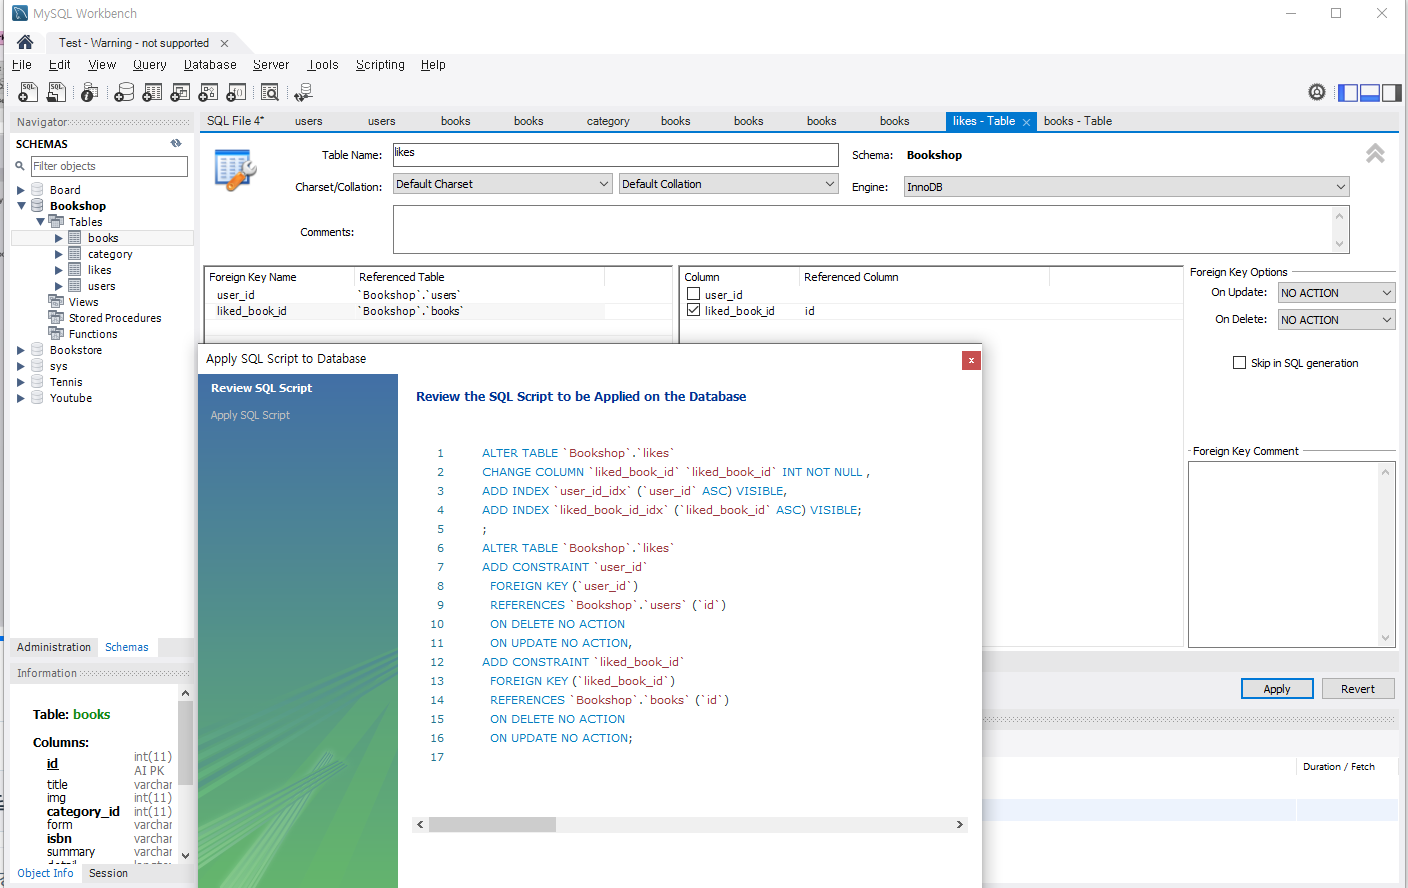 MySQL Workbench
Test - Warning - not supported
File Edit View Query Database Server Tools Scripting Help
Navigator
SCHEMAS
Filter objects
Board
Bookshop
Tables
books
category
likes
users
Views
Stored Procedures
Functions
Bookstore
sys
Tennis
Youtube
Administration Schemas
Information
Table: books
Columns:
id int(11) AI PK
title varchar
img int(11)
category_id int(11)
form varchar
isbn varchar
summary varchar
Object Info Session
SQL File 4* users users books books category books books books books likes - Table books - Table
Table Name: likes Schema: Bookshop
Charset/Collation: Default Charset Default Collation Engine: InnoDB
Comments:
Foreign Key Name Referenced Table
user_id `Bookshop`.`users`
liked_book_id `Bookshop`.`books`
Column Referenced Column
user_id
liked_book_id id
Foreign Key Options
On Update: NO ACTION
On Delete: NO ACTION
Skip in SQL generation
Foreign Key Comment
Apply Revert
Duration / Fetch
Apply SQL Script to Database
Review SQL Script
Apply SQL Script
Review the SQL Script to be Applied on the Database
1 ALTER TABLE `Bookshop`.`likes`
2 CHANGE COLUMN `liked_book_id` `liked_book_id` INT NOT NULL ,
3 ADD INDEX `user_id_idx` (`user_id` ASC) VISIBLE,
4 ADD INDEX `liked_book_id_idx` (`liked_book_id` ASC) VISIBLE;
5 ;
6 ALTER TABLE `Bookshop`.`likes`
7 ADD CONSTRAINT `user_id`
8 FOREIGN KEY (`user_id`)
9 REFERENCES `Bookshop`.`users` (`id`)
10 ON DELETE NO ACTION
11 ON UPDATE NO ACTION,
12 ADD CONSTRAINT `liked_book_id`
13 FOREIGN KEY (`liked_book_id`)
14 REFERENCES `Bookshop`.`books` (`id`)
15 ON DELETE NO ACTION
16 ON UPDATE NO ACTION;
17